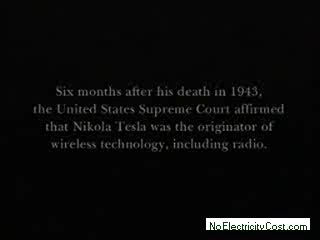 Six months after his death in 1943,
the United States Supreme Court affirmed
that Nikola Tesla was the originator of
wireless technology, including radio.
NoElectricityCost.com